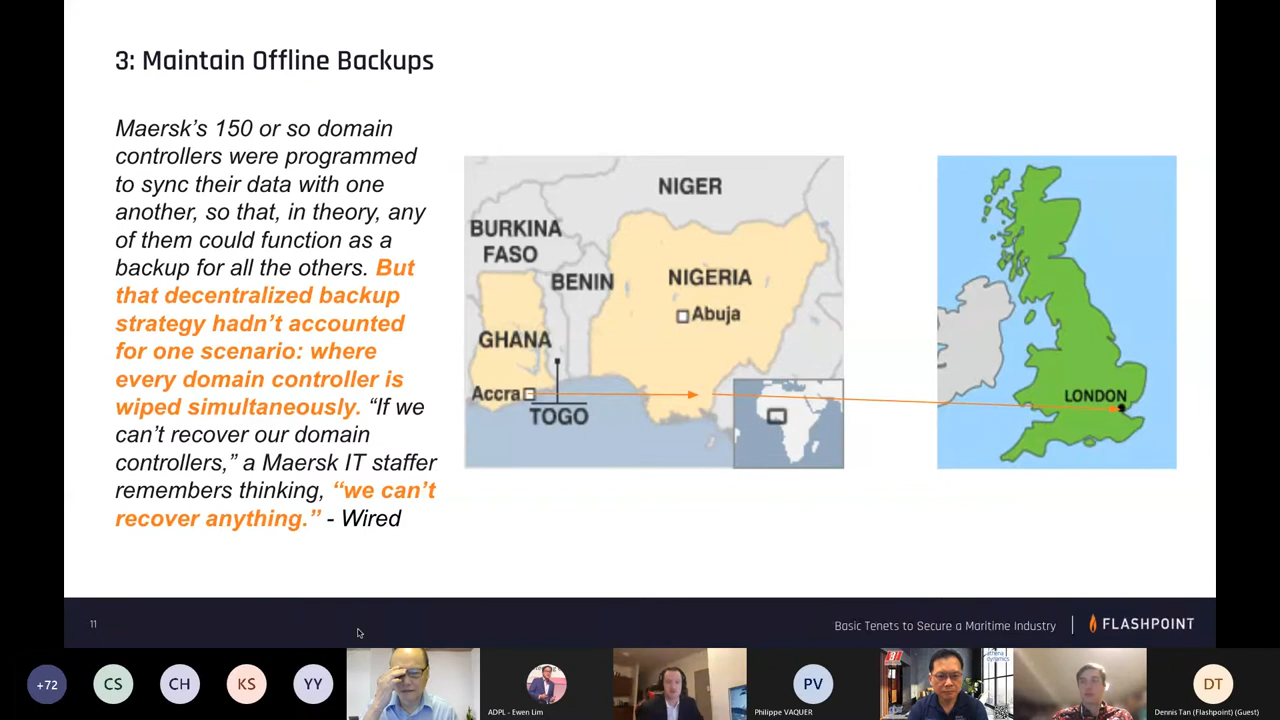 3: Maintain Offline Backups
Maersk’s 150 or so domain
controllers were programmed
to sync their data with one
another, so that, in theory, any
of them could function as a
backup for all the others. But
that decentralized backup
strategy hadn’t accounted
for one scenario: where
every domain controller is
wiped simultaneously. “If we
can’t recover our domain
controllers,” a Maersk IT staffer
remembers thinking, “we can’t
recover anything.” - Wired
NIGER
BURKINA
FASO
BENIN
NIGERIA
Abuja
GHANA
Accra
TOGO
LONDON
11
Basic Tenets to Secure a Maritime Industry
FLASHPOINT
+72
CS
CH
KS
YY
ADPL - Ewen Lim
PV
Philippe VAQUER
athena
dynamics
DT
Dennis Tan (Flashpoint) (Guest)